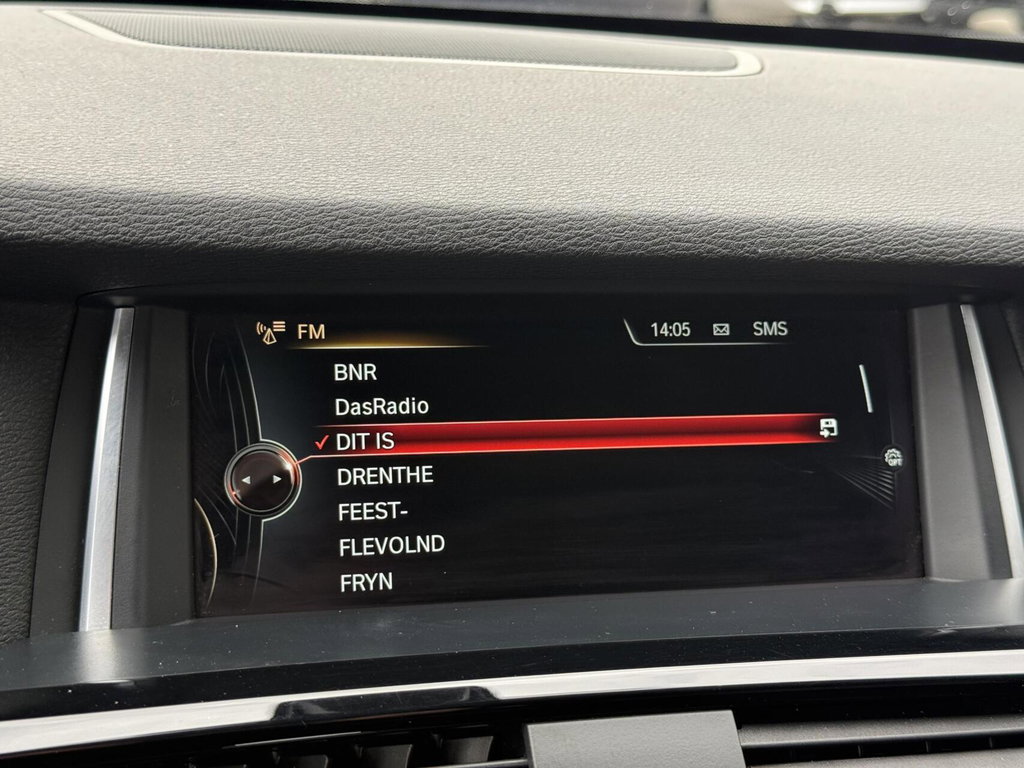 FM
14:05 SMS
BNR
DasRadio
DIT IS
DRENTHE
FEEST-
FLEVOLND
FRYN